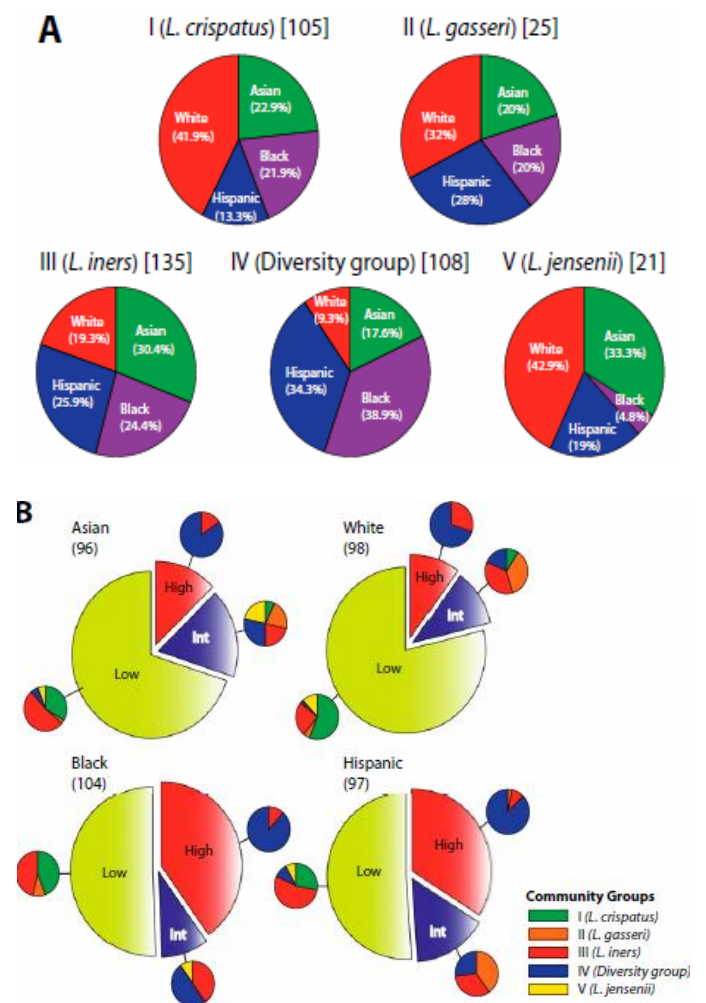 A
I (L. crispatus) [105]
II (L. gasseri) [25]
White
(41.9%)
Asian
(22.9%)
Black
(21.9%)
Hispanic
(13.3%)
White
(32%)
Asian
(20%)
Black
(20%)
Hispanic
(28%)
III (L. iners) [135]
IV (Diversity group) [108]
V (L. jensenii) [21]
White
(19.3%)
Asian
(30.4%)
Hispanic
(25.9%)
Black
(24.4%)
White
(9.3%)
Asian
(17.6%)
Hispanic
(34.3%)
Black
(38.9%)
White
(42.9%)
Asian
(33.3%)
Black
(4.8%)
Hispanic
(19%)
B
Asian
(96)
High
Int
Low
White
(98)
High
Int
Low
Black
(104)
Low
High
Int
Hispanic
(97)
Low
High
Int
Community Groups
I (L. crispatus)
II (L. gasseri)
III (L. iners)
IV (Diversity group)
V (L. jensenii)